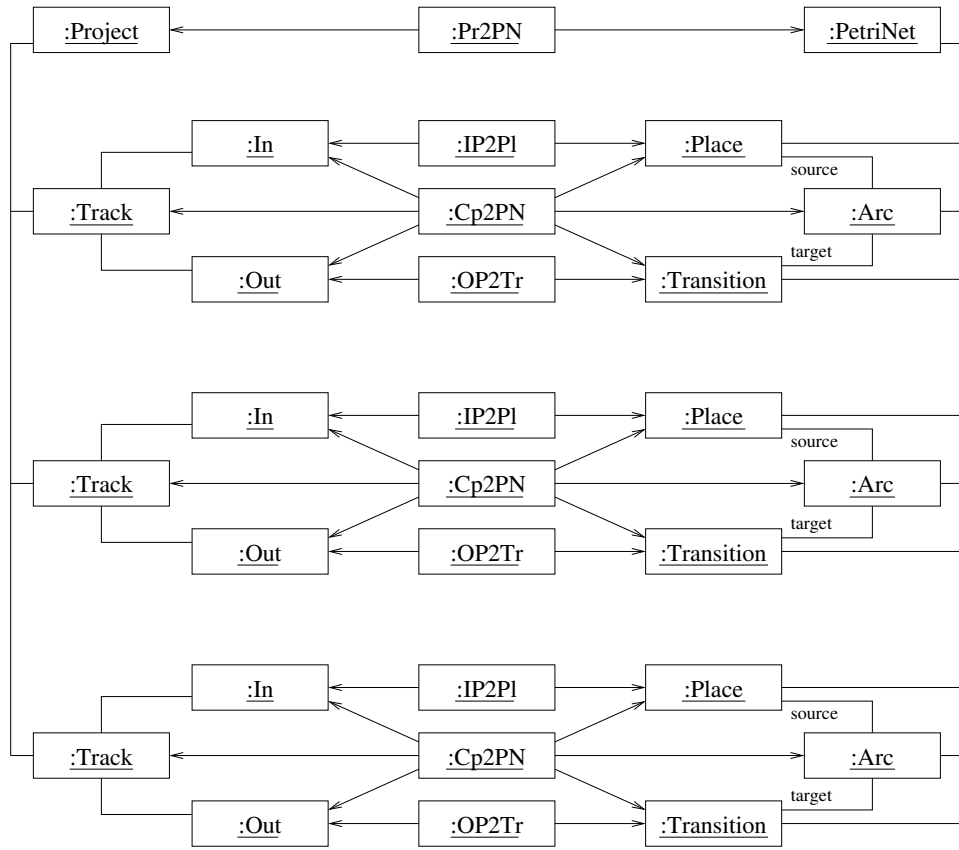 :Project :Pr2PN :PetriNet
:In :IP2Pl :Place
source
:Track :Cp2PN :Arc
target
:Out :OP2Tr :Transition
:In :IP2Pl :Place
source
:Track :Cp2PN :Arc
target
:Out :OP2Tr :Transition
:In :IP2Pl :Place
source
:Track :Cp2PN :Arc
target
:Out :OP2Tr :Transition